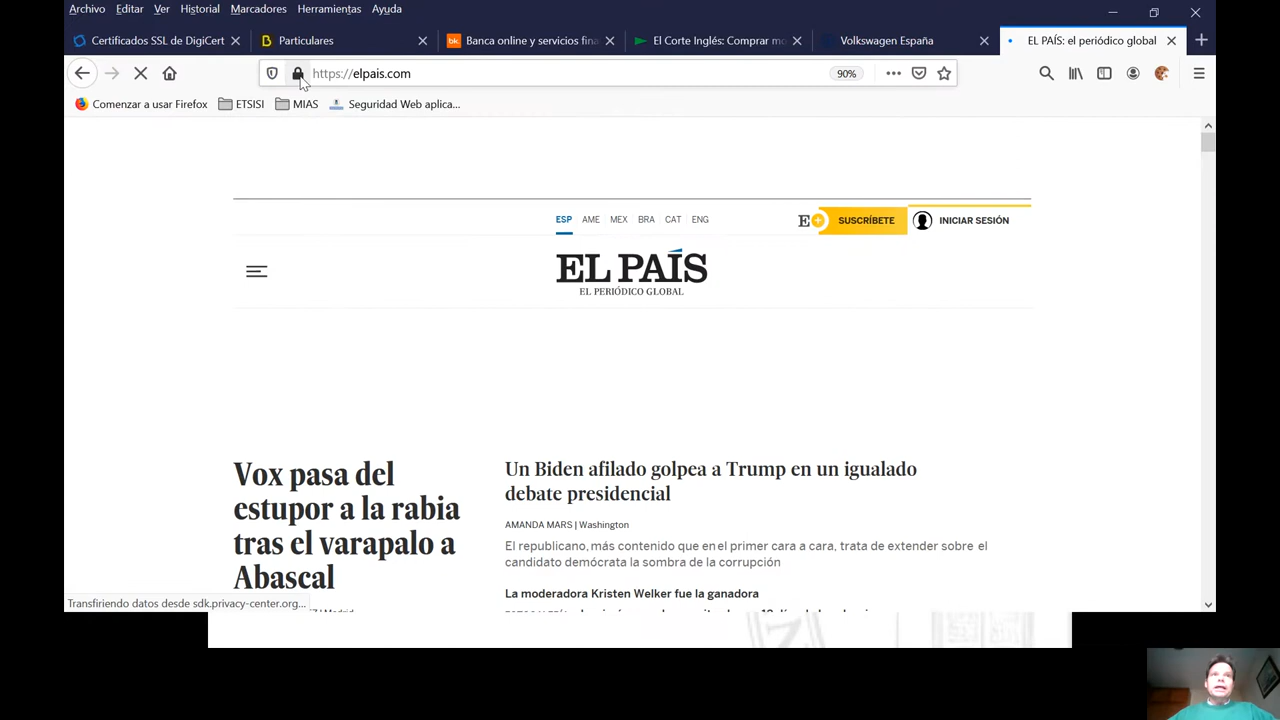 Archivo Editar Ver Historial Marcadores Herramientas Ayuda
Certificados SSL de DigiCert
Particulares
bk. Banca online y servicios fina
El Corte Inglés: Comprar mo
Volkswagen España
EL PAÍS: el periódico global
https://elpais.com
90%
Comenzar a usar Firefox
ETSISI
MIAS
Seguridad Web aplica...
ESP AME MEX BRA CAT ENG
E+ SUSCRÍBETE
INICIAR SESIÓN
EL PAÍS
EL PERIÓDICO GLOBAL
Vox pasa del
estupor a la rabia
tras el varapalo a
Abascal
Un Biden afilado golpea a Trump en un igualado
debate presidencial
AMANDA MARS | Washington
El republicano, más contenido que en el primer cara a cara, trata de extender sobre el
candidato demócrata la sombra de la corrupción
La moderadora Kristen Welker fue la ganadora
Transfiriendo datos desde sdk.privacy-center.org...
Madrid